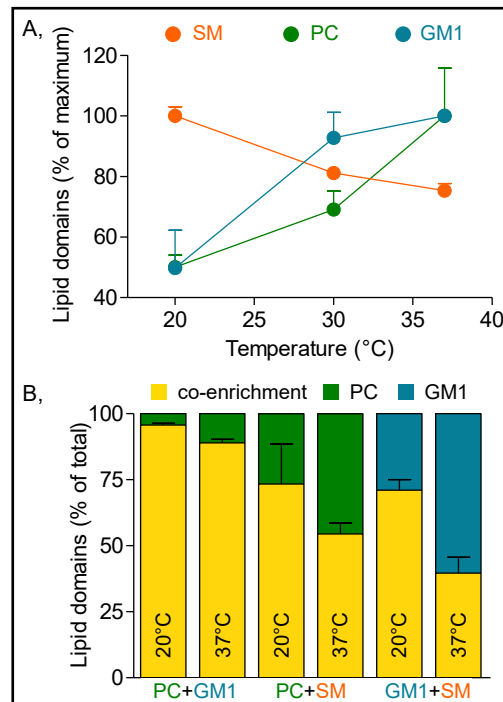 A,
SM PC GM1
Lipid domains (% of maximum)
120
100
80
60
40
20 25 30 35 40
Temperature (°C)
B,
co-enrichment PC GM1
Lipid domains (% of total)
100
75
50
25
0
20°C 37°C 20°C 37°C 20°C 37°C
PC+GM1 PC+SM GM1+SM